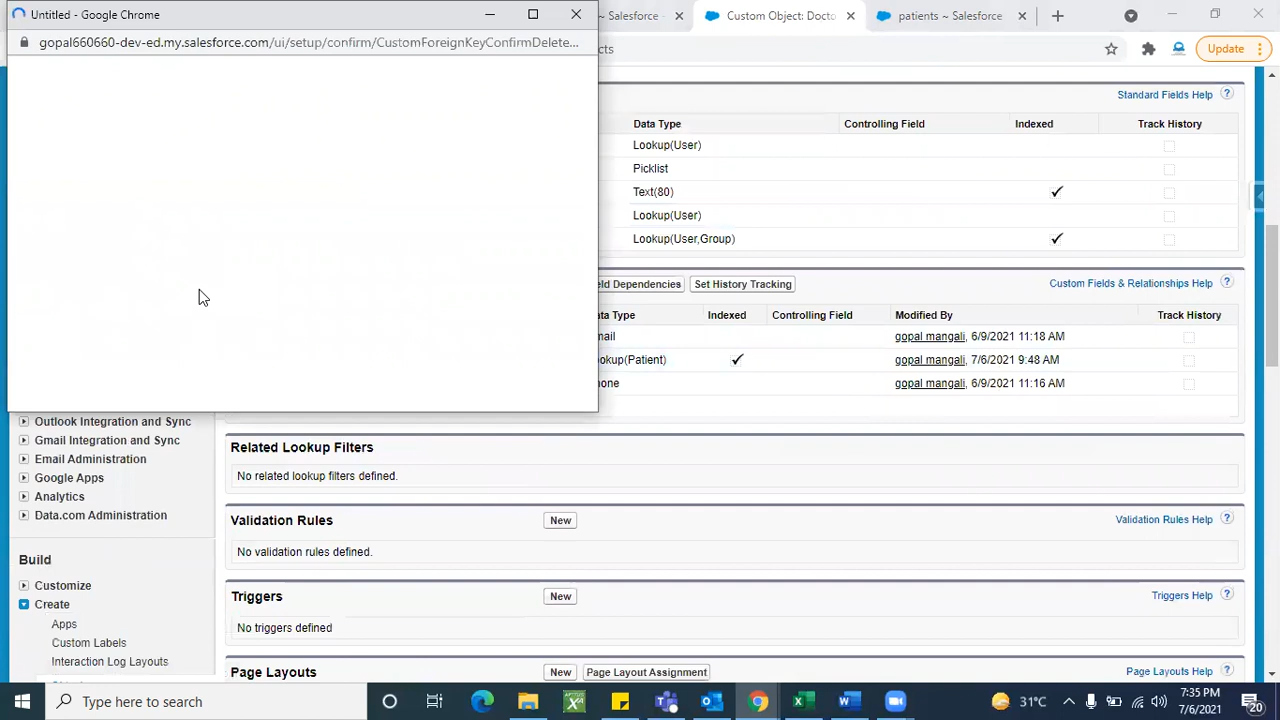 Untitled - Google Chrome
~ Salesforce -
Custom Object: Docto
patients ~ Salesforce
gopal660660-dev-ed.my.salesforce.com/ui/setup/confirm/CustomForeignKeyConfirmDelete...
cts
Update
Standard Fields Help ?
Data Type Controlling Field Indexed Track History
Lookup(User)
Picklist
Text(80)
Lookup(User)
Lookup(User,Group)
eld Dependencies Set History Tracking Custom Fields & Relationships Help ?
ata Type Indexed Controlling Field Modified By Track History
mail gopal mangali, 6/9/2021 11:18 AM
ookup(Patient) gopal mangali, 7/6/2021 9:48 AM
hone gopal mangali, 6/9/2021 11:16 AM
Outlook Integration and Sync
Gmail Integration and Sync
Email Administration
Google Apps
Analytics
Data.com Administration
Build
Customize
Create
Apps
Custom Labels
Interaction Log Layouts
Related Lookup Filters
No related lookup filters defined.
Validation Rules New Validation Rules Help ?
No validation rules defined.
Triggers New Triggers Help ?
No triggers defined
Page Layouts New Page Layout Assignment Page Layouts Help ?
Type here to search
31°C
7:35 PM
7/6/2021
20